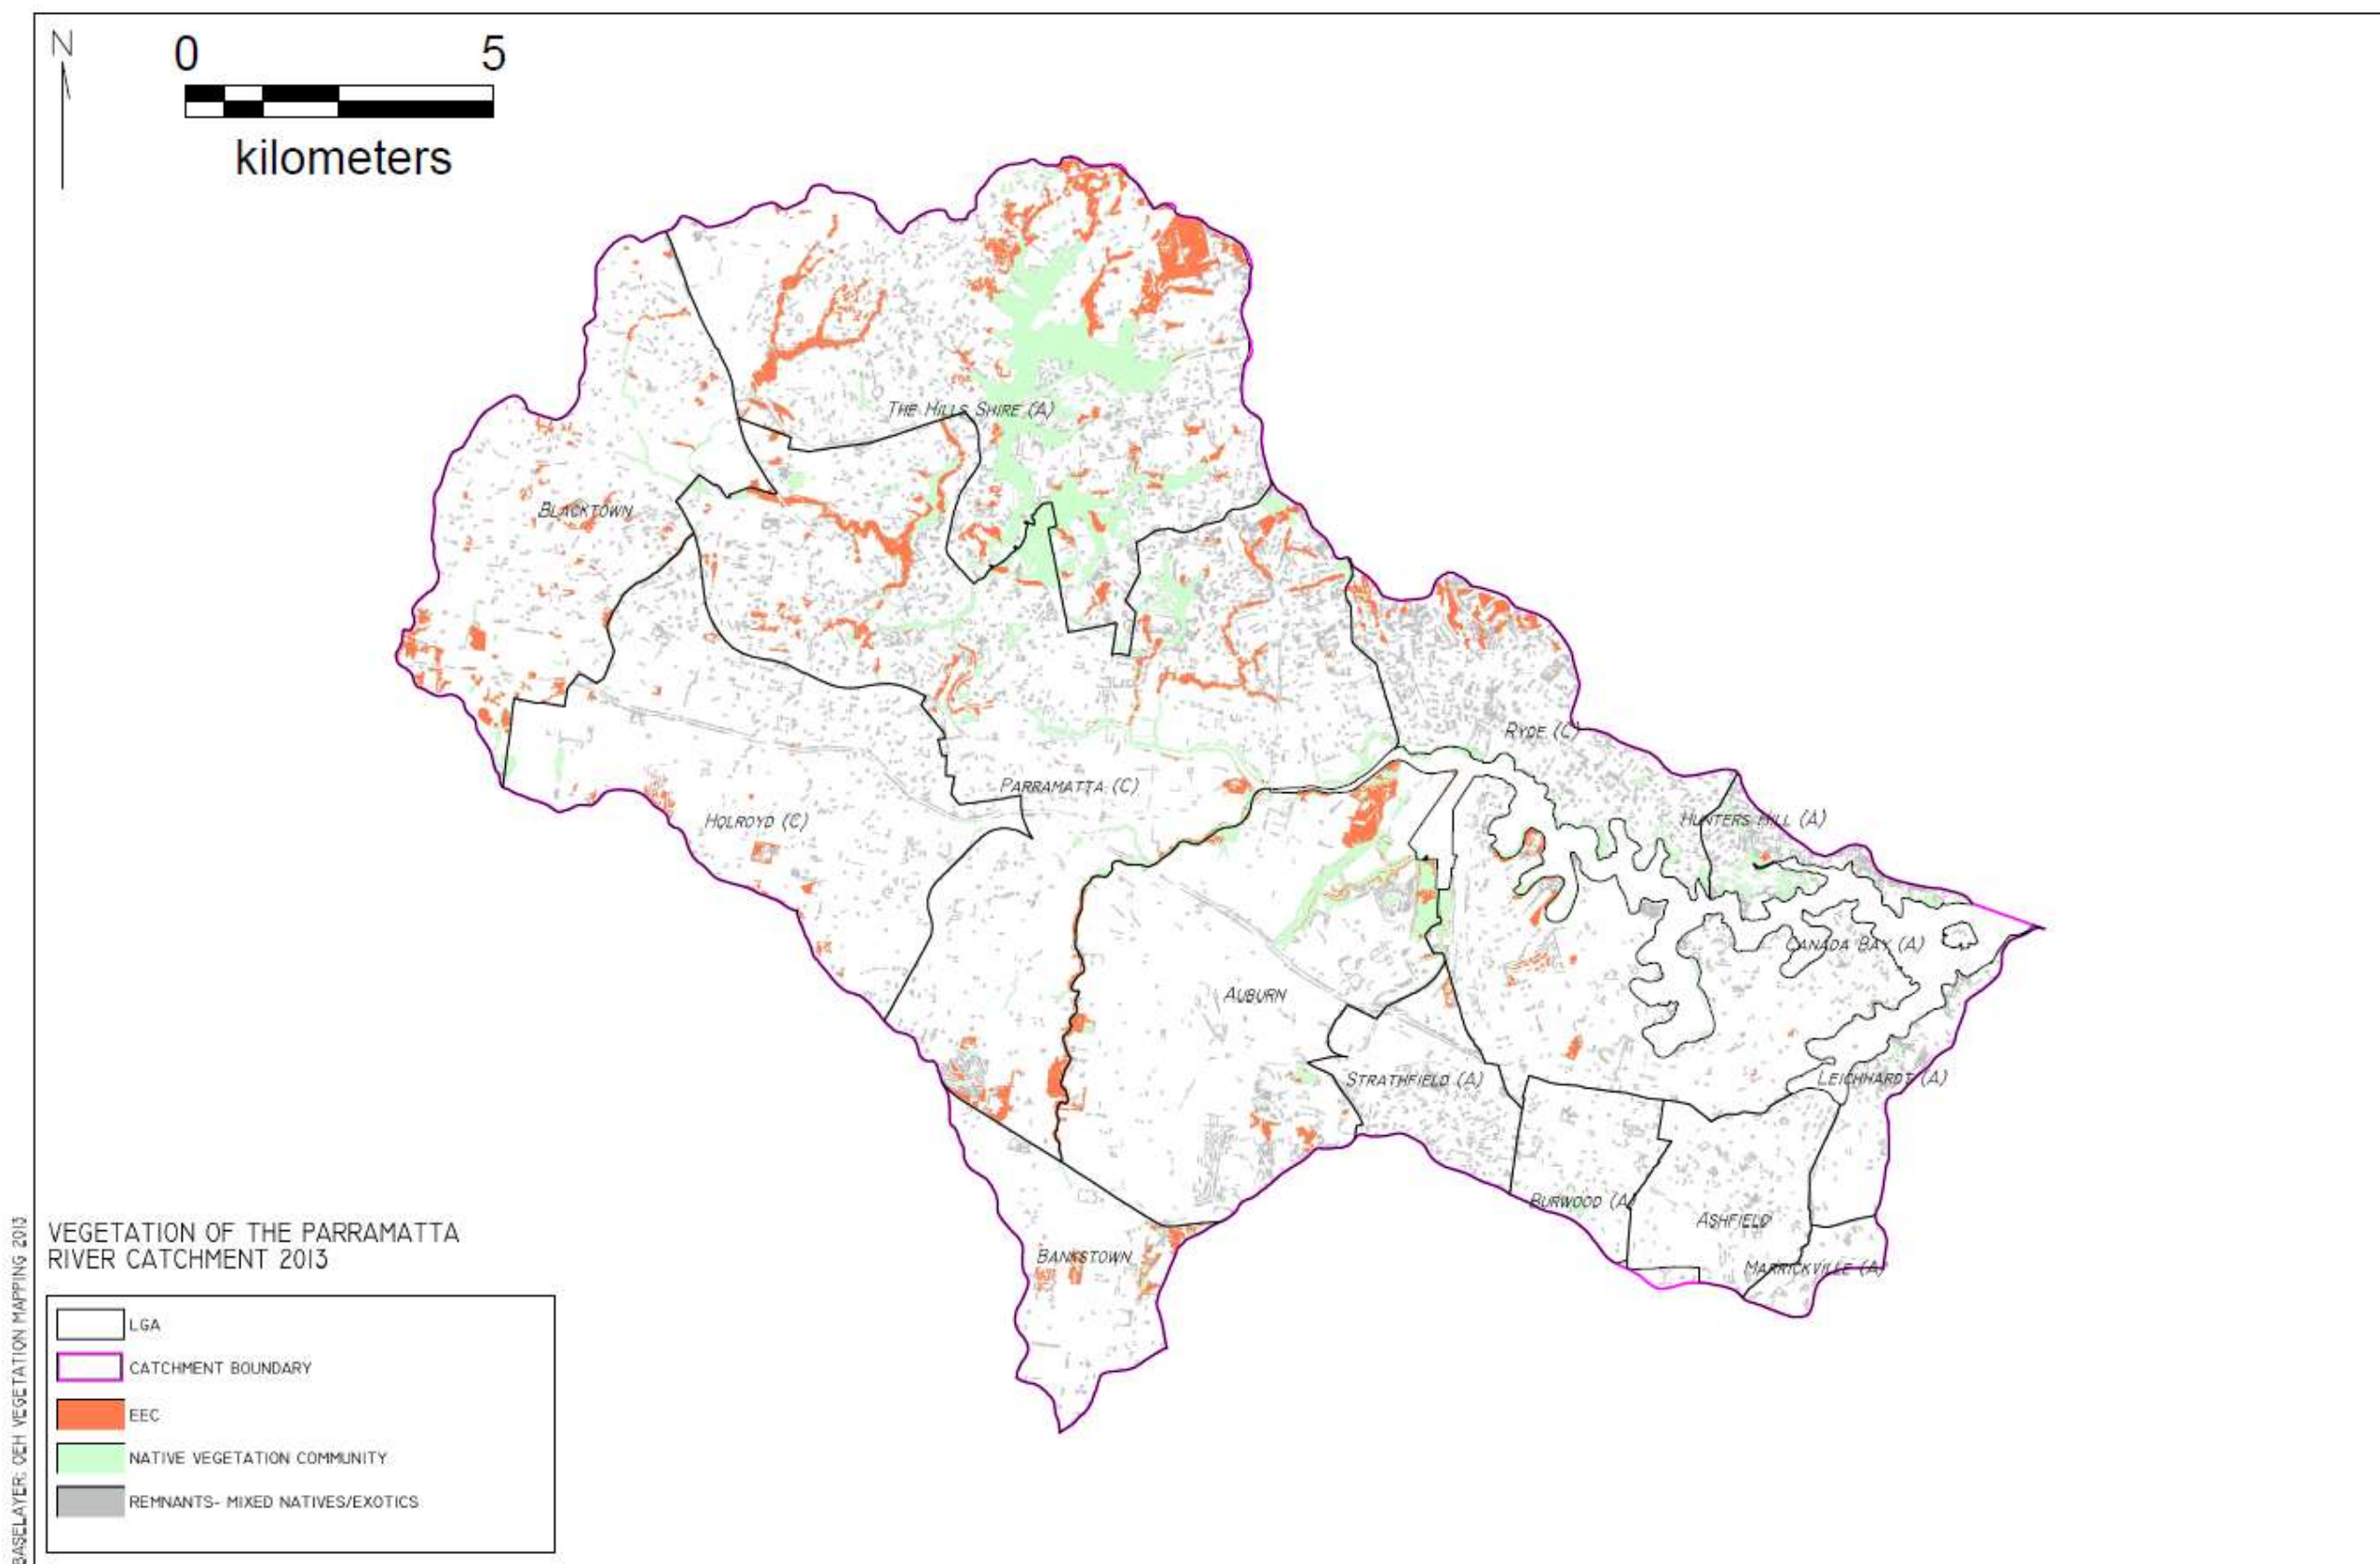 N
0 5
kilometers
THE HILLS SHIRE (A)
BLACKTOWN
RYDE (C)
PARRAMATTA (C)
HOLROYD (C)
HUNTERS HILL (A)
CANADA BAY (A)
AUBURN
STRATHFIELD (A)
LEICHHARDT (A)
BURWOOD (A)
ASHFIELD
BANKSTOWN
MARRICKVILLE (A)
VEGETATION OF THE PARRAMATTA
RIVER CATCHMENT 2013
LGA
CATCHMENT BOUNDARY
EEC
NATIVE VEGETATION COMMUNITY
REMNANTS- MIXED NATIVES/EXOTICS
BASELAYER: OEH VEGETATION MAPPING 2013